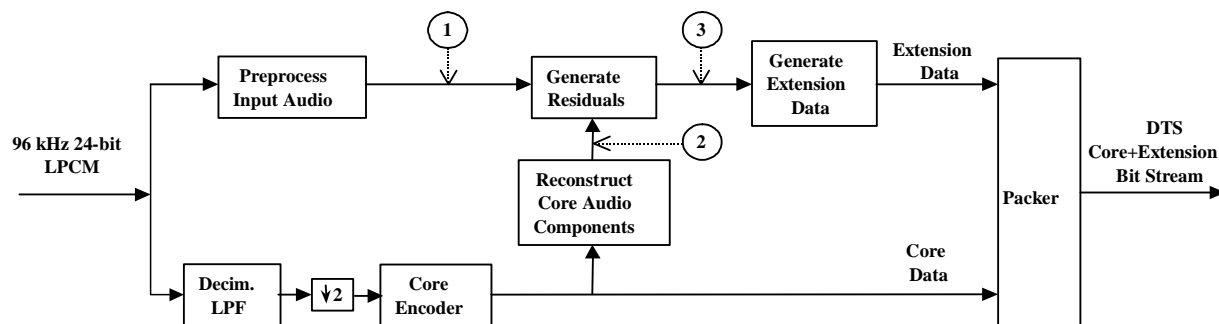 1
3
Preprocess
Input Audio
Generate
Residuals
Generate
Extension
Data
Extension
Data
96 kHz 24-bit
LPCM
2
DTS
Core+Extension
Bit Stream
Reconstruct
Core Audio
Components
Packer
Decim.
LPF
2
Core
Encoder
Core
Data